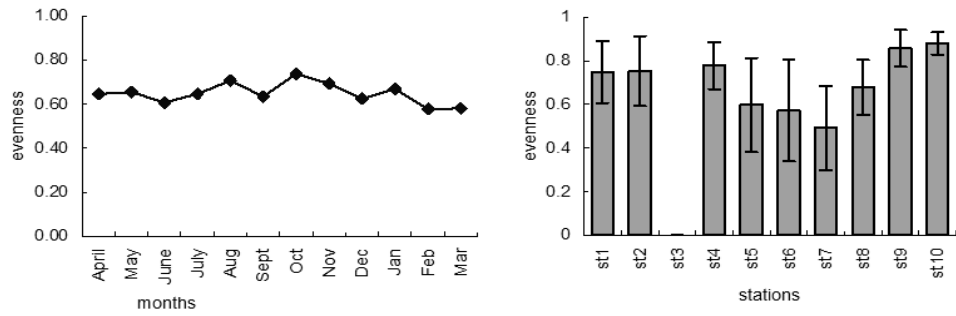 1.00
0.80
0.60
0.40
0.20
0.00
evenness
April
May
June
July
Aug
Sept
Oct
Nov
Dec
Jan
Feb
Mar
months
1
0.8
0.6
0.4
0.2
0
evenness
st1
st2
st3
st4
st5
st6
st7
st8
st9
st10
stations